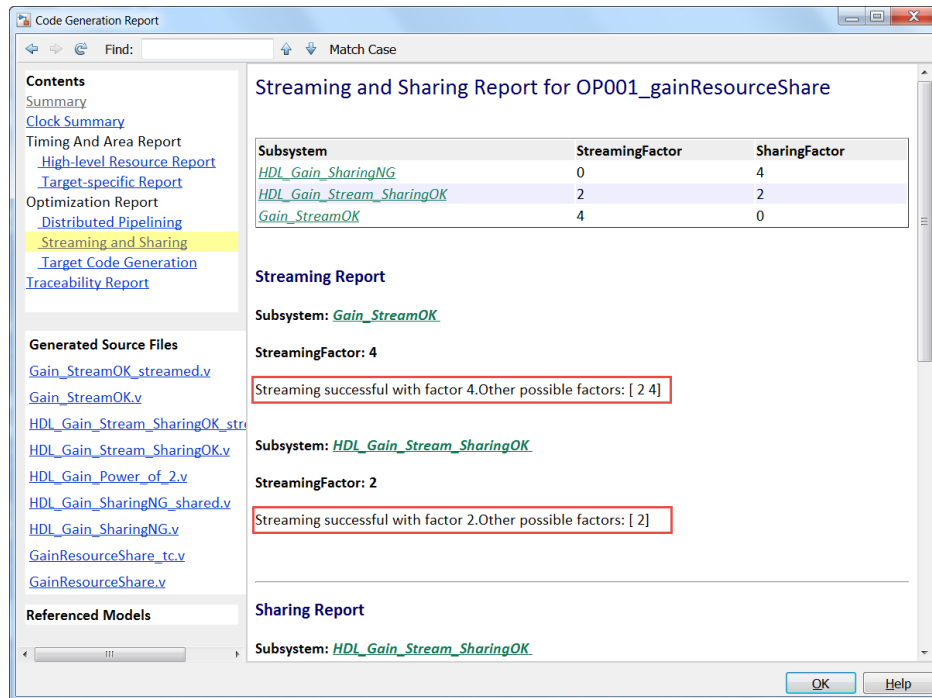 Code Generation Report
Find:
Match Case
Contents
Summary
Clock Summary
Timing And Area Report
High-level Resource Report
Target-specific Report
Optimization Report
Distributed Pipelining
Streaming and Sharing
Target Code Generation
Traceability Report
Generated Source Files
Gain_StreamOK_streamed.v
Gain_StreamOK.v
HDL_Gain_Stream_SharingOK_stre
HDL_Gain_Stream_SharingOK.v
HDL_Gain_Power_of_2.v
HDL_Gain_SharingNG_shared.v
HDL_Gain_SharingNG.v
GainResourceShare_tc.v
GainResourceShare.v
Referenced Models
Streaming and Sharing Report for OP001_gainResourceShare
Subsystem StreamingFactor SharingFactor
HDL_Gain_SharingNG 0 4
HDL_Gain_Stream_SharingOK 2 2
Gain_StreamOK 4 0
Streaming Report
Subsystem: Gain_StreamOK
StreamingFactor: 4
Streaming successful with factor 4.Other possible factors: [ 2 4]
Subsystem: HDL_Gain_Stream_SharingOK
StreamingFactor: 2
Streaming successful with factor 2.Other possible factors: [ 2]
Sharing Report
Subsystem: HDL_Gain_Stream_SharingOK
OK Help